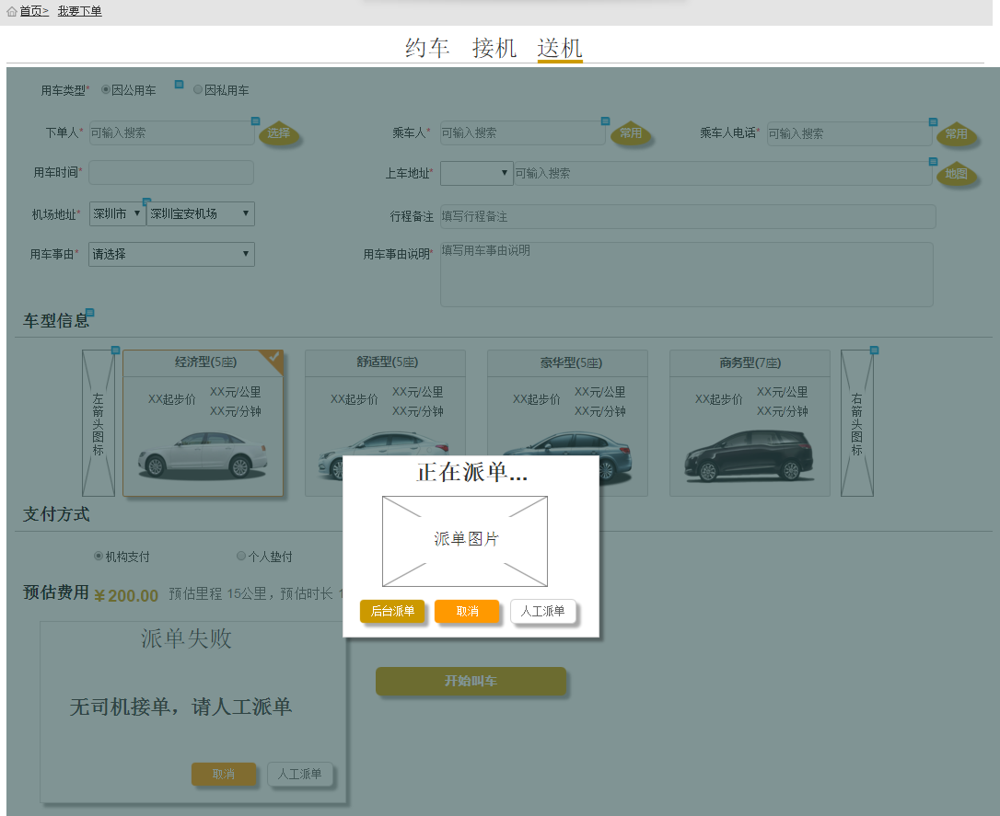 首页> 我要下单
约车 接机 送机
用车类型* 因公用车 因私用车
下单人* 可输入搜索 选择 乘车人* 可输入搜索 常用 乘车人电话* 可输入搜索 常用
用车时间* 上车地址* 可输入搜索 地图
机场地址* 深圳市 深圳宝安机场 行程备注 填写行程备注
用车事由* 请选择 用车事由说明* 填写用车事由说明
车型信息
左箭头图标
经济型(5座)
XX起步价 XX元/公里
XX元/分钟
舒适型(5座)
XX起步价 XX元/公里
XX元/分钟
豪华型(5座)
XX起步价 XX元/公里
XX元/分钟
商务型(7座)
XX起步价 XX元/公里
XX元/分钟
右箭头图标
正在派单...
派单图片
后台派单 取消 人工派单
支付方式
机构支付 个人垫付
预估费用 ¥200.00 预估里程 15公里，预估时长
派单失败
无司机接单，请人工派单
取消 人工派单
开始叫车